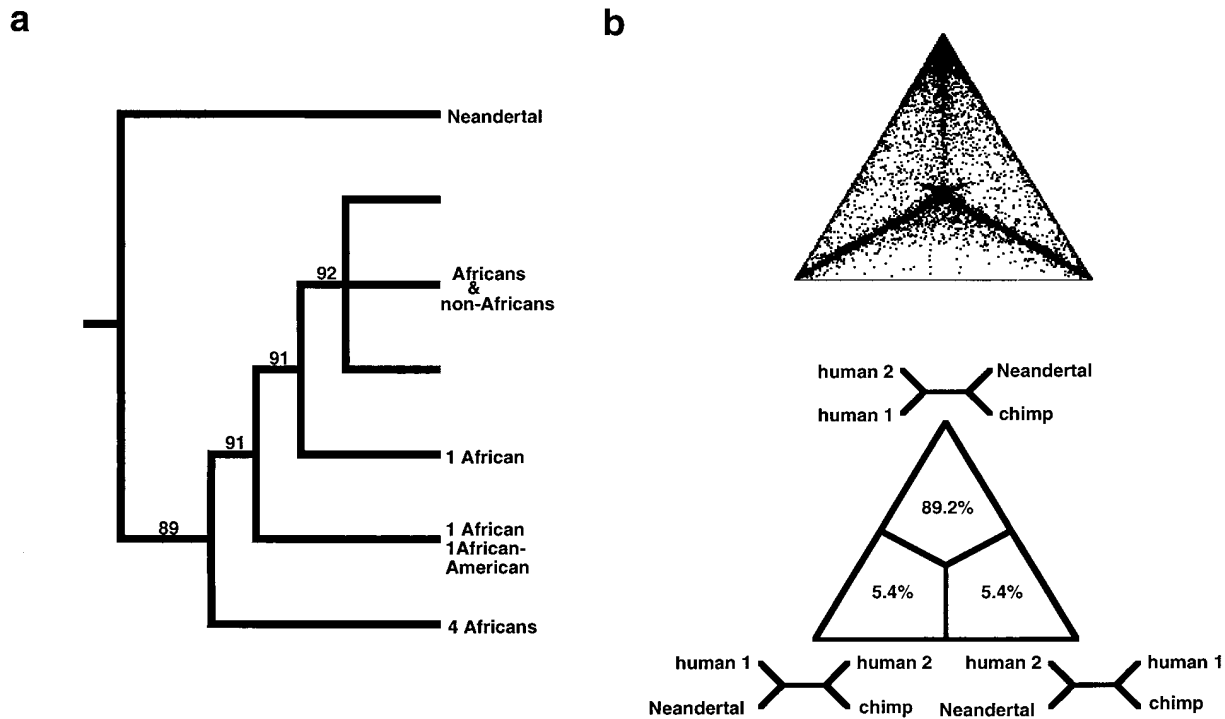 a
Neandertal
92
Africans
&
non-Africans
91
91
1 African
89
1 African
1African-
American
4 Africans
b
human 2
Neandertal
human 1
chimp
89.2%
5.4%
5.4%
human 1
human 2
Neandertal
chimp
human 2
human 1
Neandertal
chimp